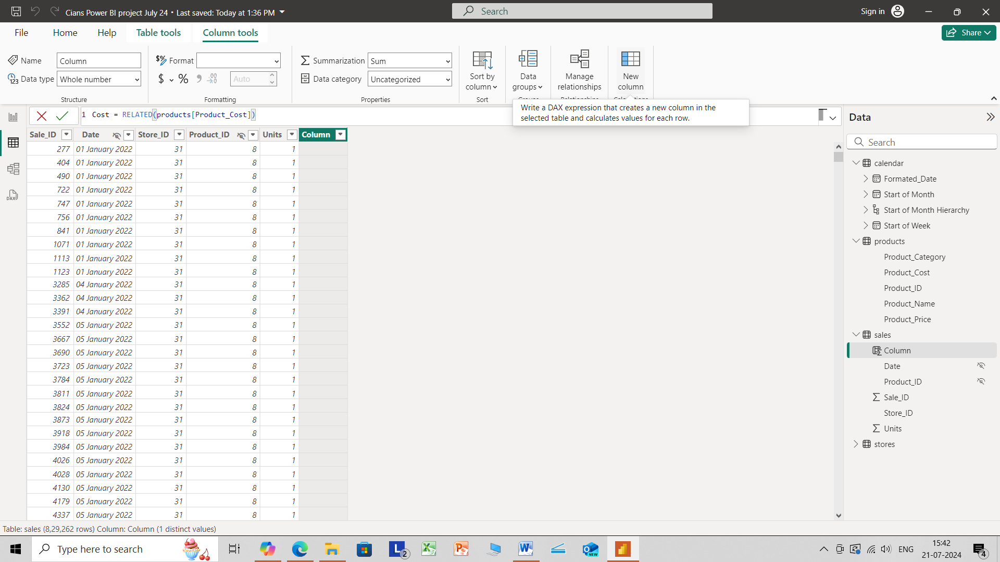 Cians Power BI project July 24 • Last saved: Today at 1:36 PM
Search
Sign in
File Home Help Table tools Column tools
Share
Name Column
Data type Whole number
Structure
$% Format
$ % Auto
Formatting
Summarization Sum
Data category Uncategorized
Properties
Sort by
column
Sort
Data
groups
Manage
relationships
New
column
Write a DAX expression that creates a new column in the
selected table and calculates values for each row.
1 Cost = RELATED(products[Product_Cost])
Sale_ID Date Store_ID Product_ID Units Column
277 01 January 2022 31 8 1
404 01 January 2022 31 8 1
490 01 January 2022 31 8 1
722 01 January 2022 31 8 1
747 01 January 2022 31 8 1
756 01 January 2022 31 8 1
841 01 January 2022 31 8 1
1071 01 January 2022 31 8 1
1113 01 January 2022 31 8 1
1123 01 January 2022 31 8 1
3285 04 January 2022 31 8 1
3362 04 January 2022 31 8 1
3391 04 January 2022 31 8 1
3552 05 January 2022 31 8 1
3667 05 January 2022 31 8 1
3690 05 January 2022 31 8 1
3723 05 January 2022 31 8 1
3784 05 January 2022 31 8 1
3811 05 January 2022 31 8 1
3824 05 January 2022 31 8 1
3873 05 January 2022 31 8 1
3918 05 January 2022 31 8 1
3984 05 January 2022 31 8 1
4026 05 January 2022 31 8 1
4028 05 January 2022 31 8 1
4130 05 January 2022 31 8 1
4179 05 January 2022 31 8 1
4337 05 January 2022 31 8 1
Data
Search
calendar
Formated_Date
Start of Month
Start of Month Hierarchy
Start of Week
products
Product_Category
Product_Cost
Product_ID
Product_Name
Product_Price
sales
Column
Date
Product_ID
Sale_ID
Store_ID
Units
stores
Table: sales (8,29,262 rows) Column: Column (1 distinct values)
Type here to search
ENG
15:42
21-07-2024
4